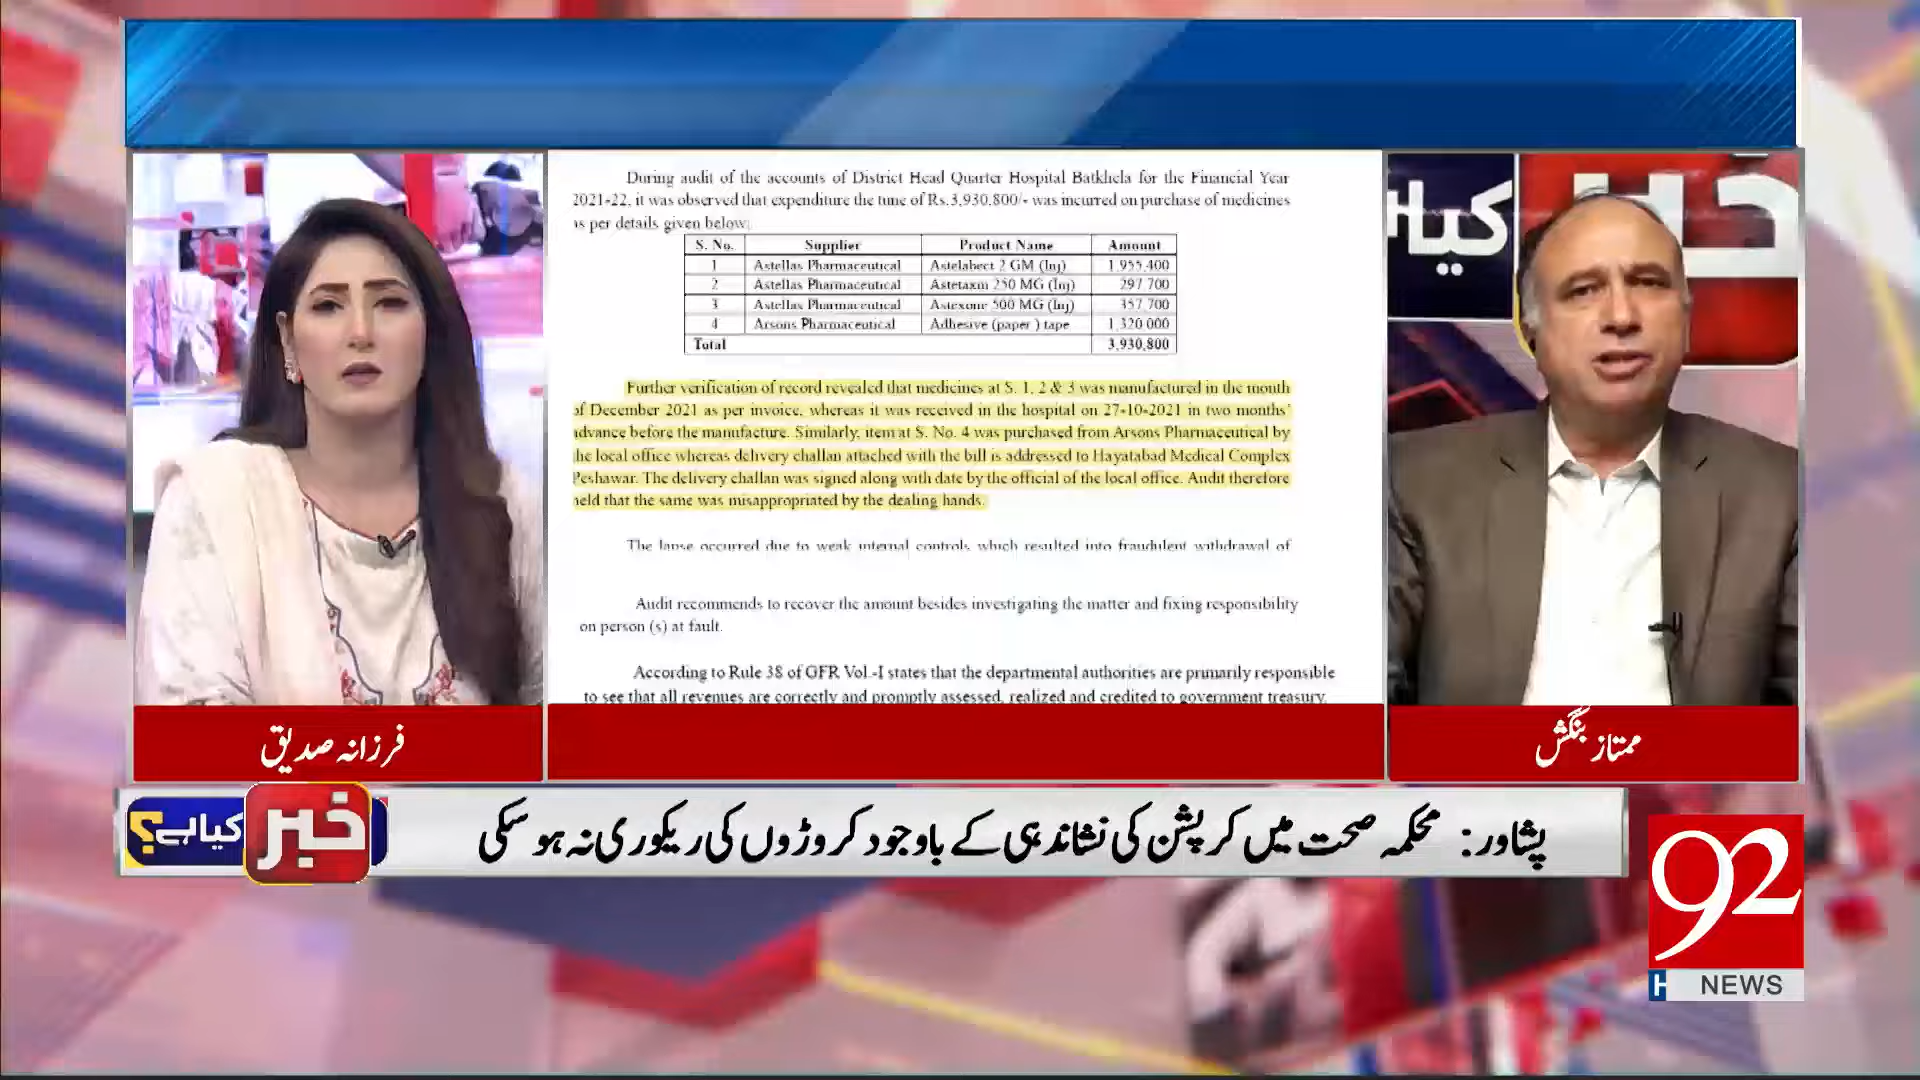 During audit of the accounts of District Head Quarter Hospital Batkhela for the Financial Year
2021-22, it was observed that expenditure the tune of Rs.3,930,800/- was incurred on purchase of medicines
as per details given below:
S. No. Supplier Product Name Amount
1 Astellas Pharmaceutical Astelabect 2 GM (Inj) 1,955,400
2 Astellas Pharmaceutical Astetaxm 250 MG (Inj) 297,700
3 Astellas Pharmaceutical Astexone 500 MG (Inj) 357,700
4 Arsons Pharmaceutical Adhesive (paper ) tape 1,320,000
Total 3,930,800
Further verification of record revealed that medicines at S. 1, 2 & 3 was manufactured in the month
of December 2021 as per invoice, whereas it was received in the hospital on 27-10-2021 in two months'
advance before the manufacture. Similarly, item at S. No. 4 was purchased from Arsons Pharmaceutical by
the local office whereas delivery challan attached with the bill is addressed to Hayatabad Medical Complex
Peshawar. The delivery challan was signed along with date by the official of the local office. Audit therefore
held that the same was misappropriated by the dealing hands.
The lapse occurred due to weak internal controls which resulted into fraudulent withdrawal of
Audit recommends to recover the amount besides investigating the matter and fixing responsibility
on person (s) at fault.
According to Rule 38 of GFR Vol.-I states that the departmental authorities are primarily responsible
to see that all revenues are correctly and promptly assessed, realized and credited to government treasury.
کیا
فرزانہ صدیق
ممتاز بنگش
خبر کیا ہے؟
پشاور: محکمہ صحت میں کرپشن کی نشاندہی کے باوجود کروڑوں کی ریکوری نہ ہو سکی
92
NEWS